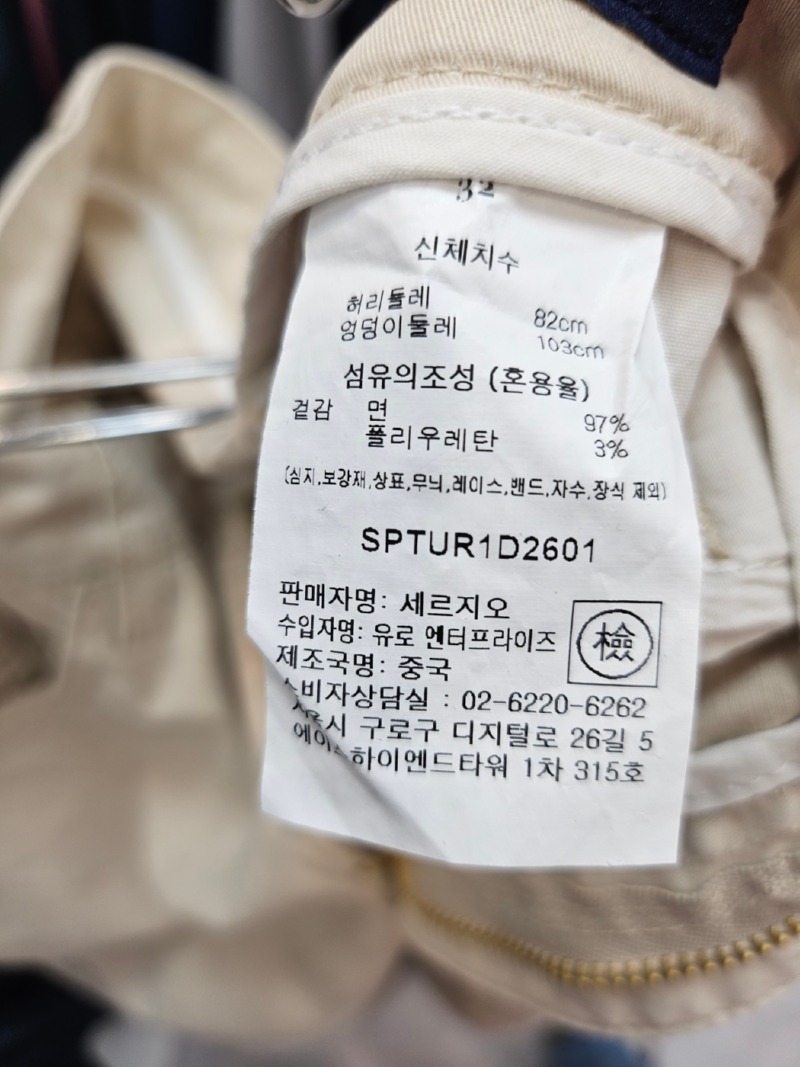 32
신체치수
허리둘레 82cm
엉덩이둘레 103cm
섬유의조성 (혼용율)
겉감 면 97%
폴리우레탄 3%
(심지,보강재,상표,무늬,레이스,밴드,자수,장식 제외)
SPTUR1D2601
판매자명: 세르지오
수입자명: 유로 엔터프라이즈
檢
제조국명: 중국
소비자상담실 : 02-6220-6262
서울시 구로구 디지털로 26길 5
에이스하이엔드타워 1차 315호